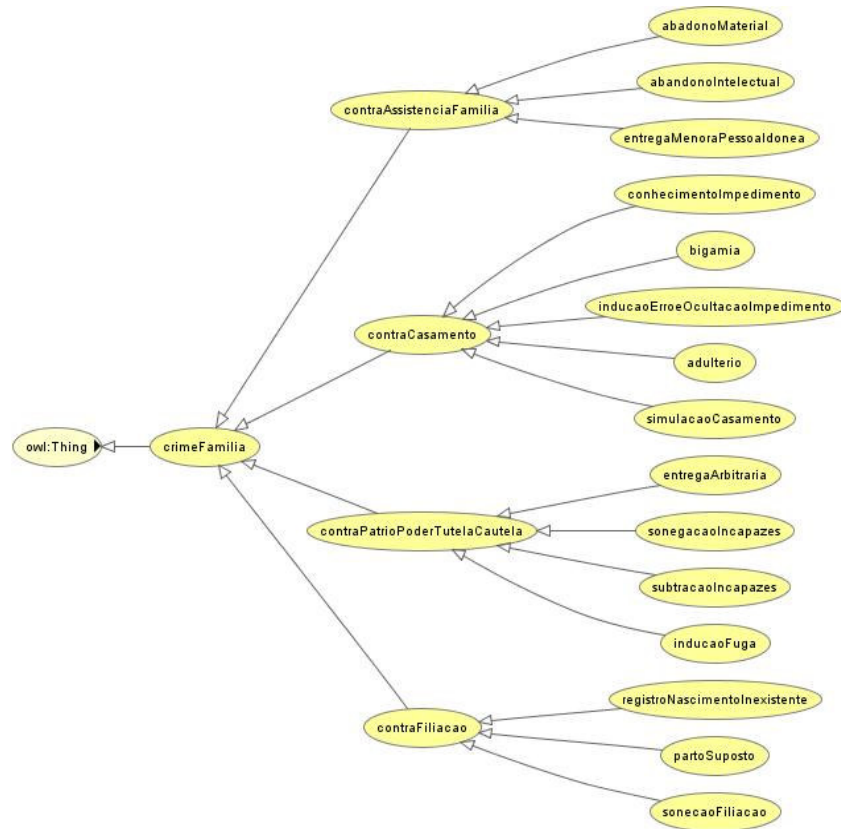 abadonoMaterial
abandonoIntelectual
contraAssistenciaFamilia
entregaMenoraPessoaIdonea
conhecimentoImpedimento
bigamia
inducaoErroeOcultacaoImpedimento
contraCasamento
adulterio
simulacaoCasamento
owl:Thing
crimeFamilia
entregaArbitraria
contraPatrioPoderTutelaCautela
sonegacaoIncapazes
subtracaoIncapazes
inducaoFuga
registroNascimentoInexistente
contraFiliacao
partoSuposto
sonecaoFiliacao